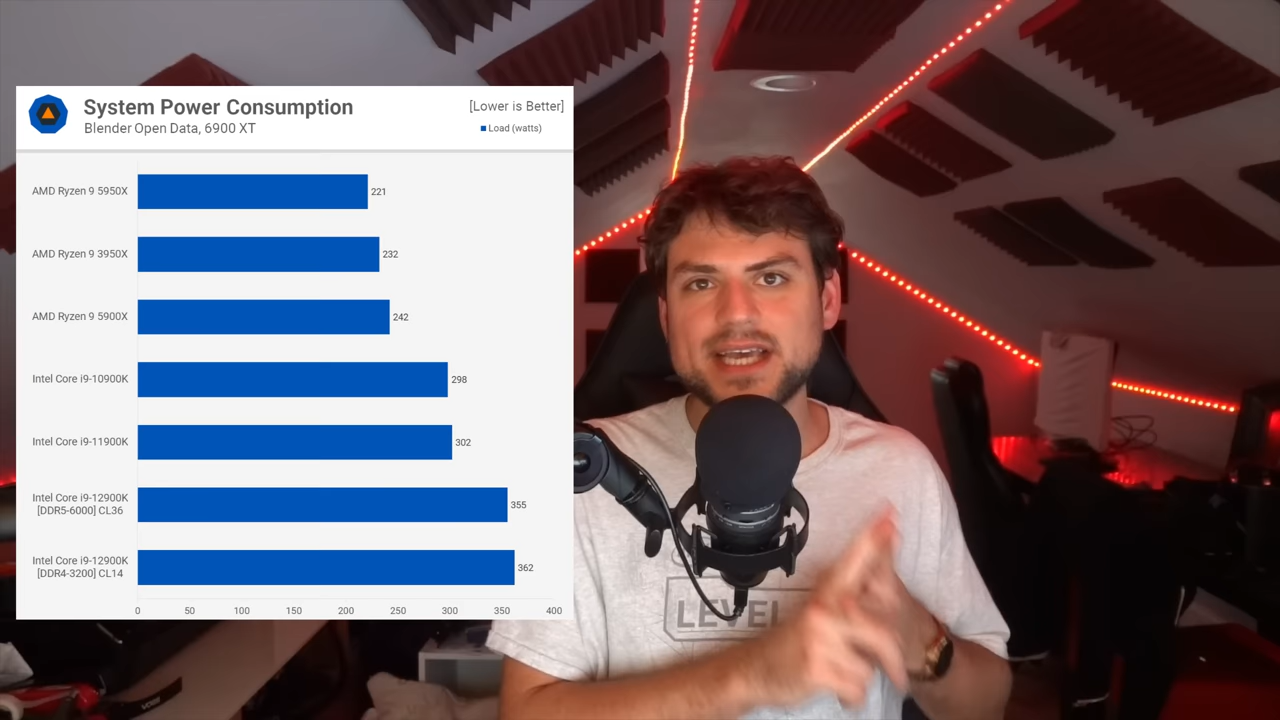 System Power Consumption
[Lower is Better]
Blender Open Data, 6900 XT
Load (watts)
AMD Ryzen 9 5950X
221
AMD Ryzen 9 3950X
232
AMD Ryzen 9 5900X
242
Intel Core i9-10900K
298
Intel Core i9-11900K
302
Intel Core i9-12900K
[DDR5-6000] CL36
355
Intel Core i9-12900K
[DDR4-3200] CL14
362
0 50 100 150 200 250 300 350 400
LEVEL